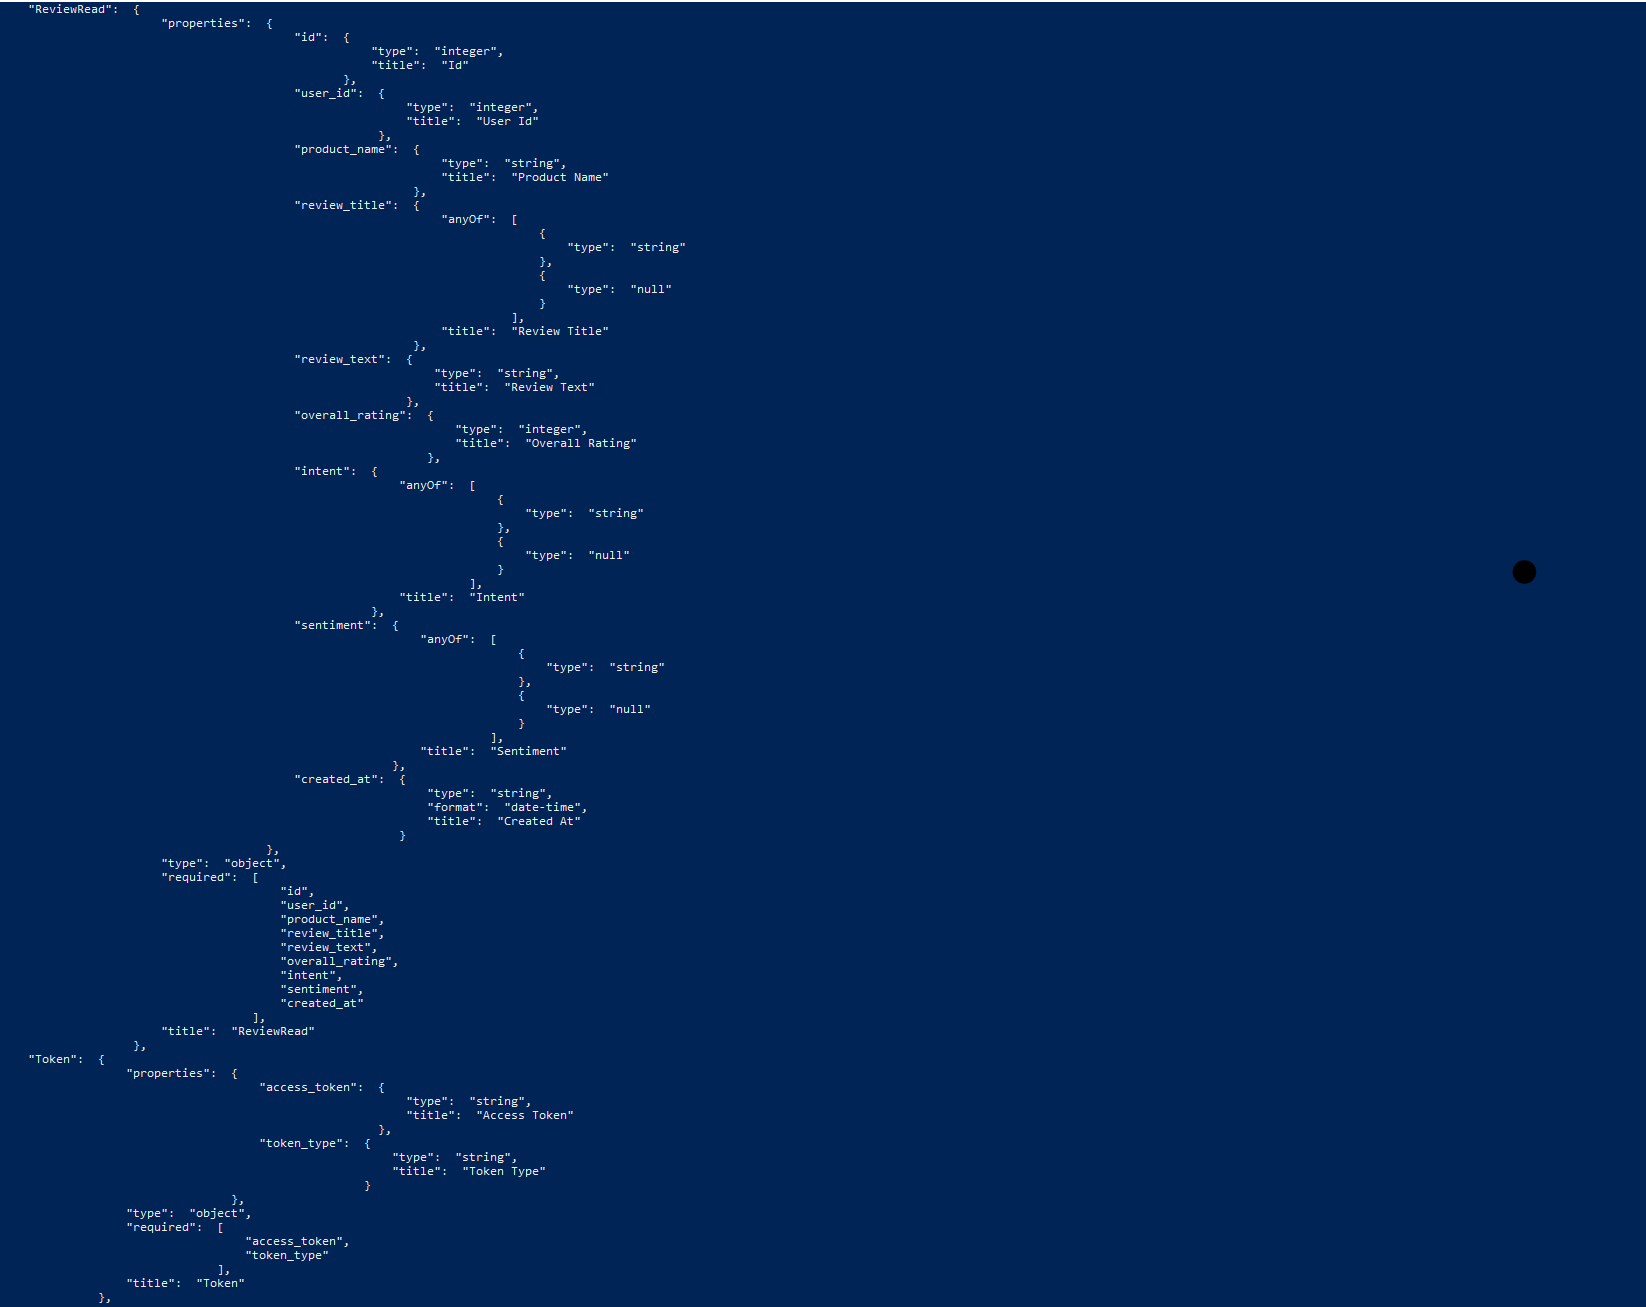 "ReviewRead":  {
"properties":  {
"id":  {
"type":  "integer",
"title":  "Id"
},
"user_id":  {
"type":  "integer",
"title":  "User Id"
},
"product_name":  {
"type":  "string",
"title":  "Product Name"
},
"review_title":  {
"anyOf":  [
{
"type":  "string"
},
{
"type":  "null"
}
],
"title":  "Review Title"
},
"review_text":  {
"type":  "string",
"title":  "Review Text"
},
"overall_rating":  {
"type":  "integer",
"title":  "Overall Rating"
},
"intent":  {
"anyOf":  [
{
"type":  "string"
},
{
"type":  "null"
}
],
"title":  "Intent"
},
"sentiment":  {
"anyOf":  [
{
"type":  "string"
},
{
"type":  "null"
}
],
"title":  "Sentiment"
},
"created_at":  {
"type":  "string",
"format":  "date-time",
"title":  "Created At"
}
},
"type":  "object",
"required":  [
"id",
"user_id",
"product_name",
"review_title",
"review_text",
"overall_rating",
"intent",
"sentiment",
"created_at"
],
"title":  "ReviewRead"
},
"Token":  {
"properties":  {
"access_token":  {
"type":  "string",
"title":  "Access Token"
},
"token_type":  {
"type":  "string",
"title":  "Token Type"
}
},
"type":  "object",
"required":  [
"access_token",
"token_type"
],
"title":  "Token"
},